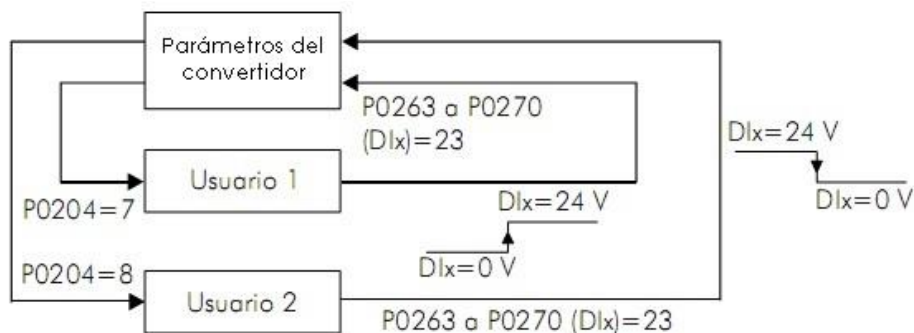 Parámetros del
convertidor
P0263 a P0270
(DIx)=23
DIx=24 V
DIx=0 V
Usuario 1
P0204=7
DIx=24 V
DIx=0 V
P0204=8
Usuario 2
P0263 a P0270 (DIx)=23